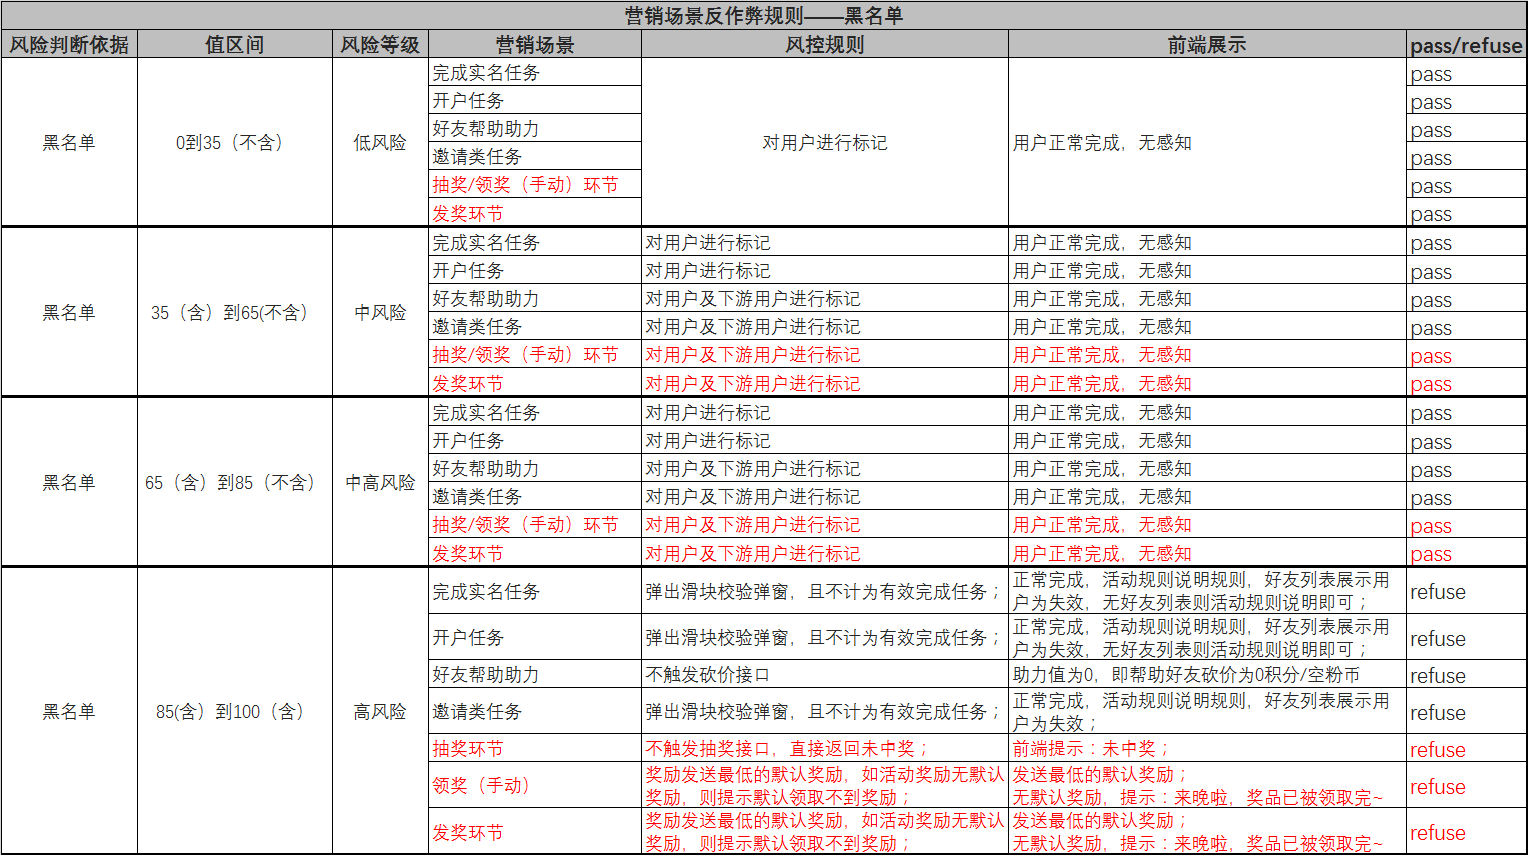 营销场景反作弊规则——黑名单
风险判断依据 值区间 风险等级 营销场景 风控规则 前端展示 pass/refuse
黑名单 0到35（不含） 低风险 完成实名任务 对用户进行标记 用户正常完成，无感知 pass
开户任务 pass
好友帮助助力 pass
邀请类任务 pass
抽奖/领奖（手动）环节 pass
发奖环节 pass
黑名单 35（含）到65(不含） 中风险 完成实名任务 对用户进行标记 用户正常完成，无感知 pass
开户任务 对用户进行标记 用户正常完成，无感知 pass
好友帮助助力 对用户及下游用户进行标记 用户正常完成，无感知 pass
邀请类任务 对用户及下游用户进行标记 用户正常完成，无感知 pass
抽奖/领奖（手动）环节 对用户及下游用户进行标记 用户正常完成，无感知 pass
发奖环节 对用户及下游用户进行标记 用户正常完成，无感知 pass
黑名单 65（含）到85（不含） 中高风险 完成实名任务 对用户进行标记 用户正常完成，无感知 pass
开户任务 对用户进行标记 用户正常完成，无感知 pass
好友帮助助力 对用户及下游用户进行标记 用户正常完成，无感知 pass
邀请类任务 对用户及下游用户进行标记 用户正常完成，无感知 pass
抽奖/领奖（手动）环节 对用户及下游用户进行标记 用户正常完成，无感知 pass
发奖环节 对用户及下游用户进行标记 用户正常完成，无感知 pass
黑名单 85(含）到100（含） 高风险 完成实名任务 弹出滑块校验弹窗，且不计为有效完成任务； 正常完成，活动规则说明规则，好友列表展示用
户为失效，无好友列表则活动规则说明即可； refuse
开户任务 弹出滑块校验弹窗，且不计为有效完成任务； 正常完成，活动规则说明规则，好友列表展示用
户为失效，无好友列表则活动规则说明即可； refuse
好友帮助助力 不触发砍价接口 助力值为0，即帮助好友砍价为0积分/空粉币 refuse
邀请类任务 弹出滑块校验弹窗，且不计为有效完成任务； 正常完成，活动规则说明规则，好友列表展示用
户为失效； refuse
抽奖环节 不触发抽奖接口，直接返回未中奖； 前端提示：未中奖； refuse
领奖（手动） 奖励发送最低的默认奖励，如活动奖励无默认
奖励，则提示默认领取不到奖励； 发送最低的默认奖励；
无默认奖励，提示：来晚啦，奖品已被领取完~ refuse
发奖环节 奖励发送最低的默认奖励，如活动奖励无默认
奖励，则提示默认领取不到奖励； 发送最低的默认奖励；
无默认奖励，提示：来晚啦，奖品已被领取完~ refuse